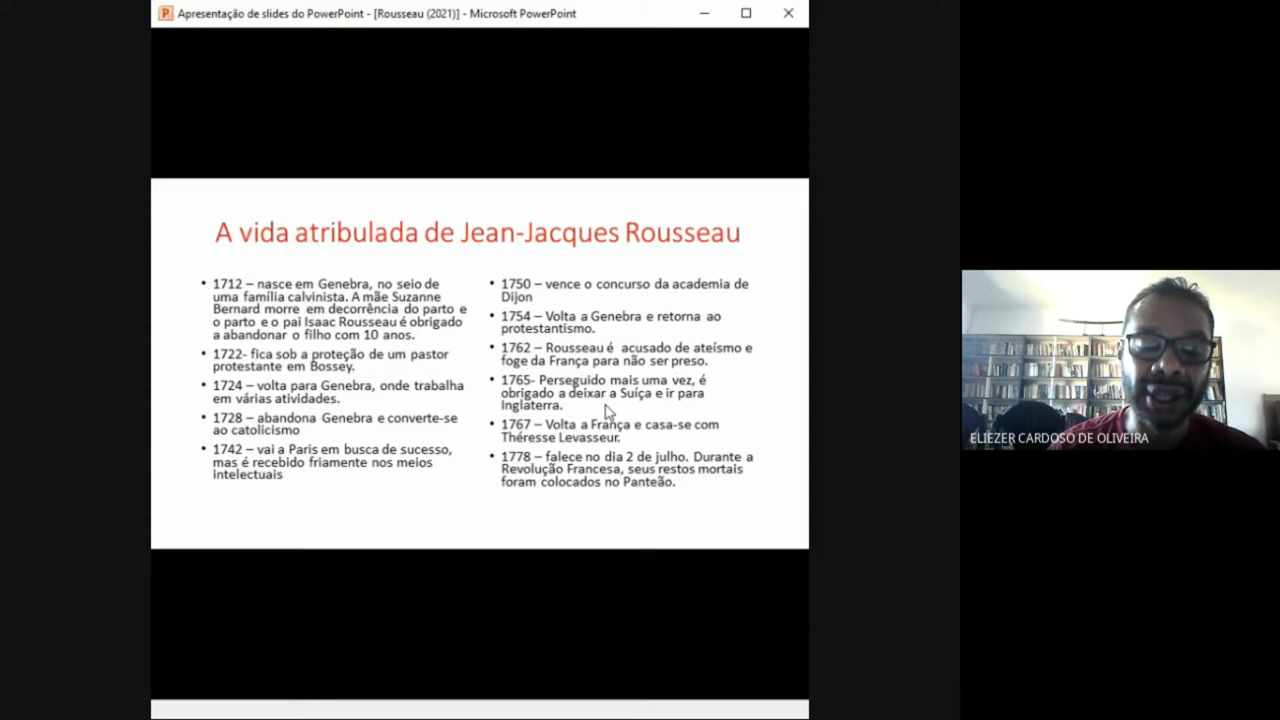 Apresentação de slides do PowerPoint - [Rousseau (2021)] - Microsoft PowerPoint
A vida atribulada de Jean-Jacques Rousseau
• 1712 – nasce em Genebra, no seio de
uma família calvinista. A mãe Suzanne
Bernard morre em decorrência do parto e
o parto e o pai Isaac Rousseau é obrigado
a abandonar o filho com 10 anos.
• 1722- fica sob a proteção de um pastor
protestante em Bossey.
• 1724 – volta para Genebra, onde trabalha
em várias atividades.
• 1728 – abandona Genebra e converte-se
ao catolicismo
• 1742 – vai a Paris em busca de sucesso,
mas é recebido friamente nos meios
intelectuais
• 1750 – vence o concurso da academia de
Dijon
• 1754 – Volta a Genebra e retorna ao
protestantismo.
• 1762 – Rousseau é acusado de ateísmo e
foge da França para não ser preso.
• 1765- Perseguido mais uma vez, é
obrigado a deixar a Suíça e ir para
Inglaterra.
• 1767 – Volta a França e casa-se com
Théresse Levasseur.
• 1778 – falece no dia 2 de julho. Durante a
Revolução Francesa, seus restos mortais
foram colocados no Panteão.
ELIEZER CARDOSO DE OLIVEIRA